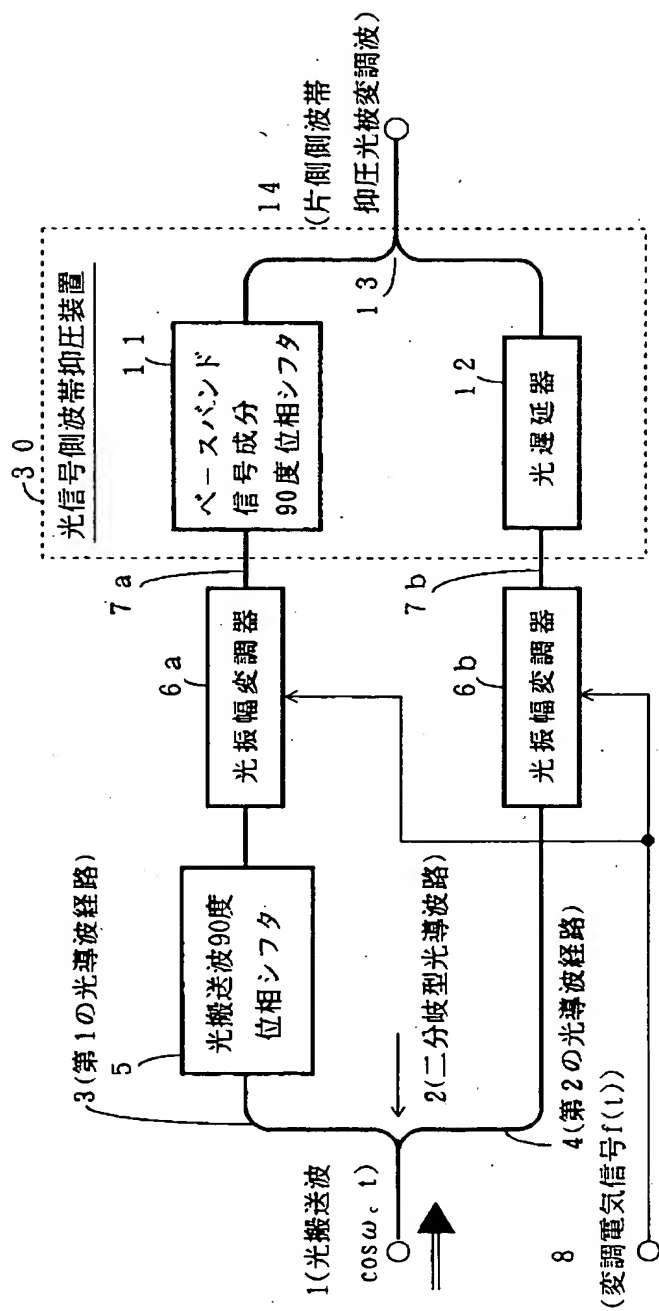 30
光信号側波帯抑圧装置
11
ベースバンド
信号成分
90度位相シフタ
14
(片側側波帯
抑圧光被変調波)
13
12
光遅延器
7a
7b
6a
光振幅変調器
6b
光振幅変調器
3(第1の光導波経路)
5
光搬送波90度
位相シフタ
2(二分岐型光導波路)
4(第2の光導波経路)
1(光搬送波
cosωc t)
8
(変調電気信号f(t))